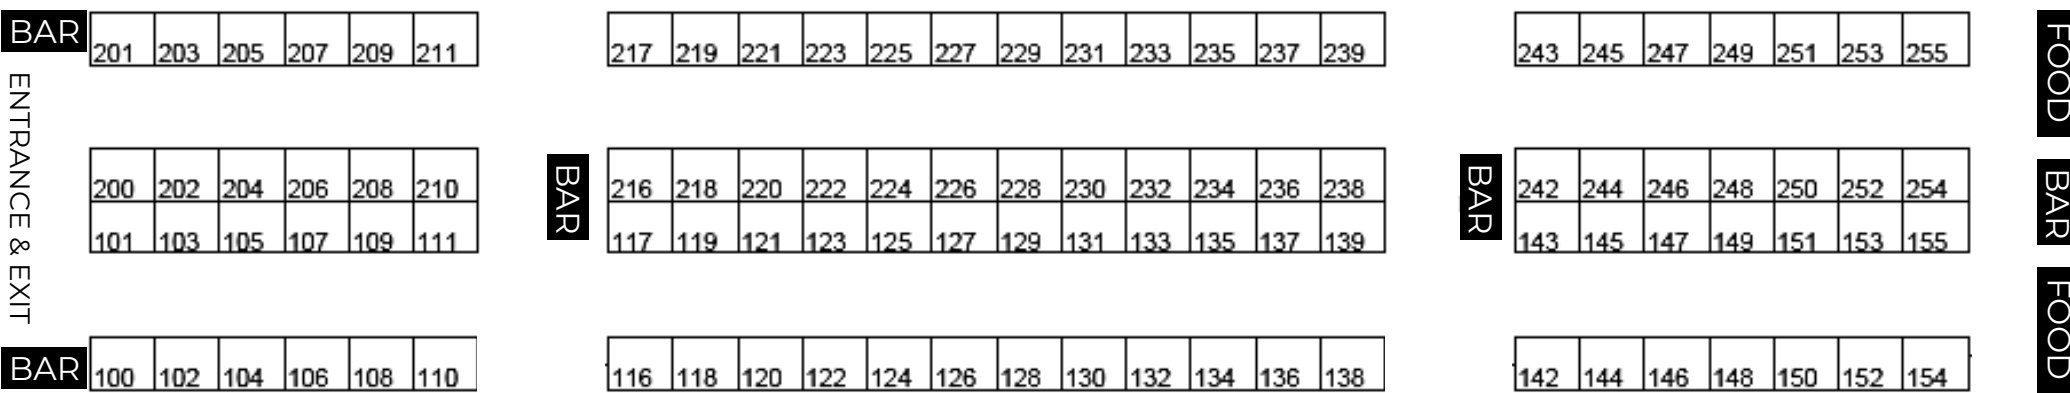 BAR 201 203 205 207 209 211 217 219 221 223 225 227 229 231 233 235 237 239 243 245 247 249 251 253 255 FOOD
ENTRANCE & EXIT
200 202 204 206 208 210 BAR 216 218 220 222 224 226 228 230 232 234 236 238 BAR 242 244 246 248 250 252 254 BAR
101 103 105 107 109 111 117 119 121 123 125 127 129 131 133 135 137 139 143 145 147 149 151 153 155
BAR 100 102 104 106 108 110 116 118 120 122 124 126 128 130 132 134 136 138 142 144 146 148 150 152 154 FOOD